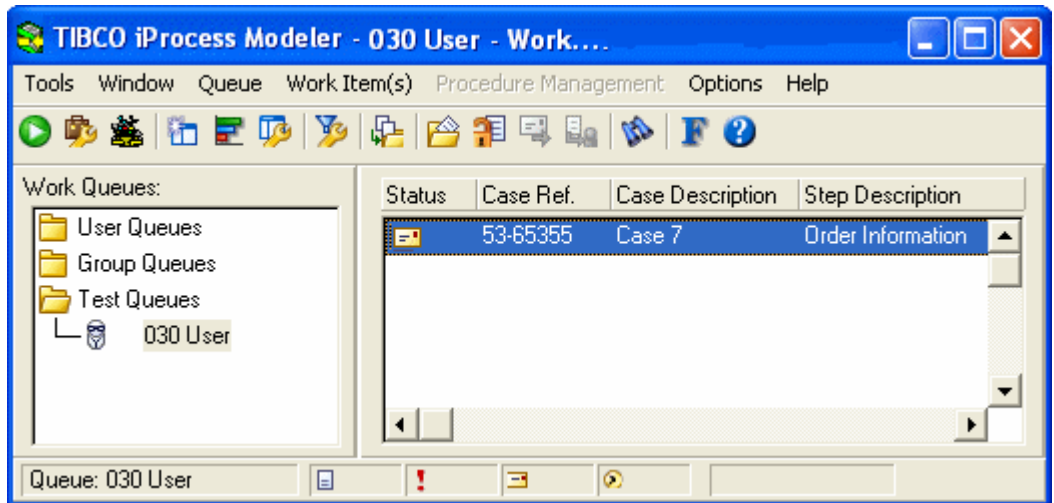 TIBCO iProcess Modeler - 030 User - Work....
Tools Window Queue Work Item(s) Procedure Management Options Help
F ?
Work Queues:
User Queues
Group Queues
Test Queues
030 User
Status Case Ref. Case Description Step Description
53-65355 Case 7 Order Information
Queue: 030 User